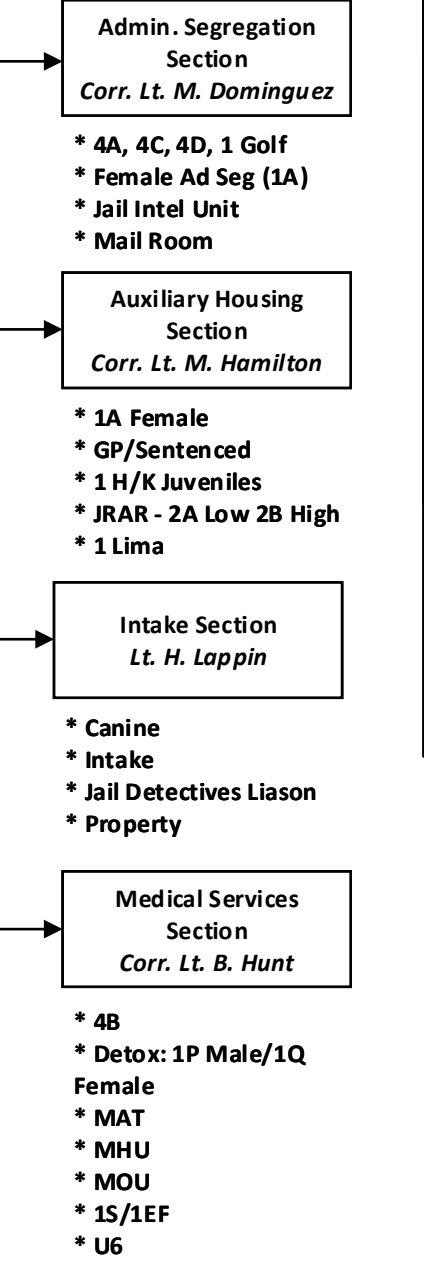 Admin. Segregation
Section
Corr. Lt. M. Dominguez
* 4A, 4C, 4D, 1 Golf
* Female Ad Seg (1A)
* Jail Intel Unit
* Mail Room
Auxiliary Housing
Section
Corr. Lt. M. Hamilton
* 1A Female
* GP/Sentenced
* 1 H/K Juveniles
* JRAR - 2A Low 2B High
* 1 Lima
Intake Section
Lt. H. Lappin
* Canine
* Intake
* Jail Detectives Liason
* Property
Medical Services
Section
Corr. Lt. B. Hunt
* 4B
* Detox: 1P Male/1Q
Female
* MAT
* MHU
* MOU
* 1S/1EF
* U6